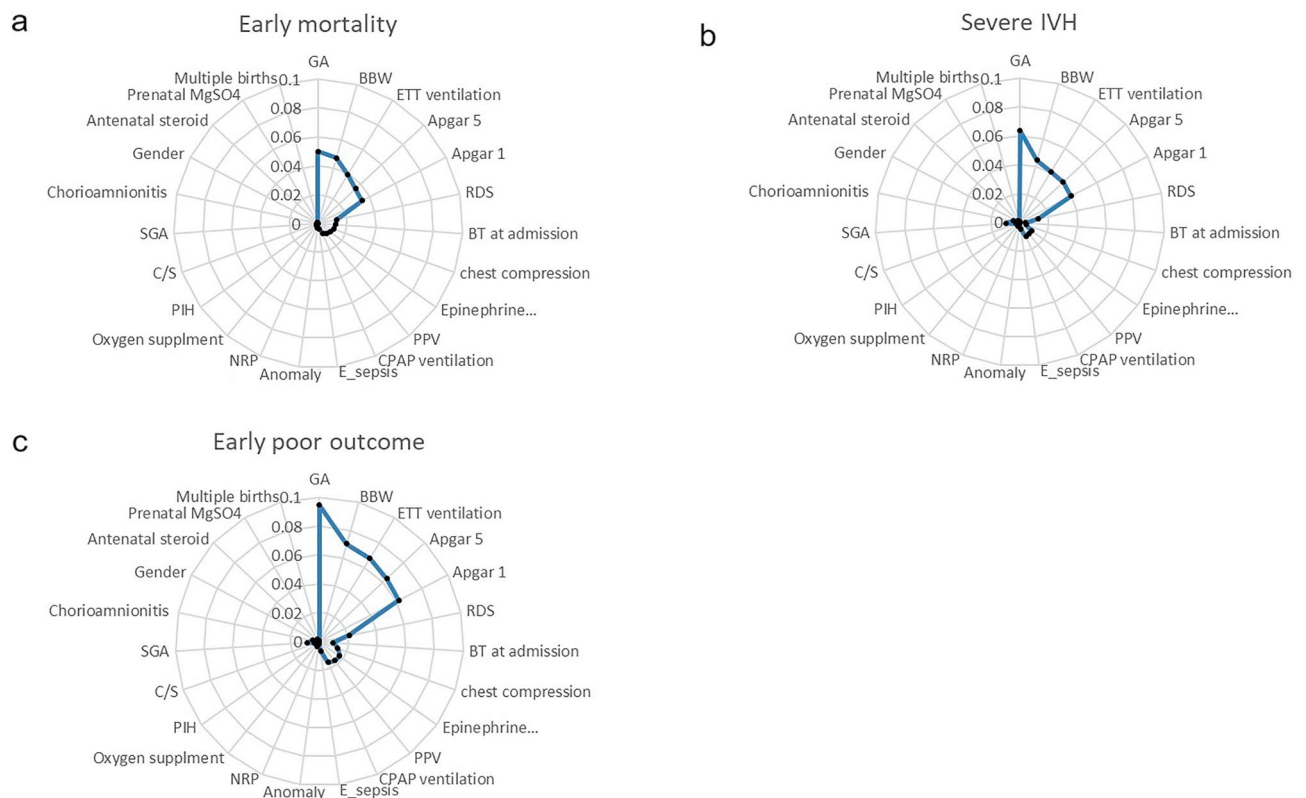 a
Early mortality
GA
BBW
ETT ventilation
Apgar 5
Apgar 1
RDS
BT at admission
chest compression
Epinephrine...
PPV
CPAP ventilation
E_sepsis
Anomaly
NRP
Oxygen supplment
PIH
C/S
SGA
Chorioamnionitis
Gender
Antenatal steroid
Prenatal MgSO4
Multiple births
0.1
0.08
0.06
0.04
0.02
0
b
Severe IVH
GA
BBW
ETT ventilation
Apgar 5
Apgar 1
RDS
BT at admission
chest compression
Epinephrine...
PPV
CPAP ventilation
E_sepsis
Anomaly
NRP
Oxygen supplment
PIH
C/S
SGA
Chorioamnionitis
Gender
Antenatal steroid
Prenatal MgSO4
Multiple births
0.1
0.08
0.06
0.04
0.02
0
c
Early poor outcome
GA
BBW
ETT ventilation
Apgar 5
Apgar 1
RDS
BT at admission
chest compression
Epinephrine...
PPV
CPAP ventilation
E_sepsis
Anomaly
NRP
Oxygen supplment
PIH
C/S
SGA
Chorioamnionitis
Gender
Antenatal steroid
Prenatal MgSO4
Multiple births
0.1
0.08
0.06
0.04
0.02
0